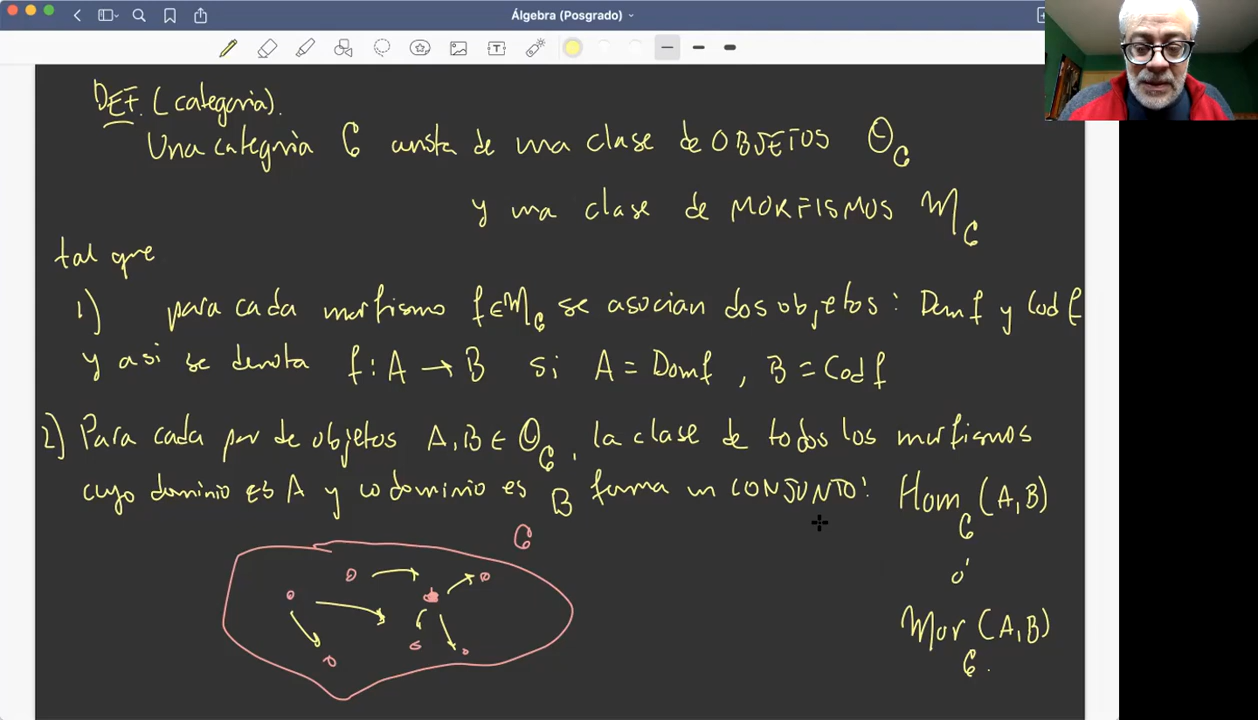 Álgebra (Posgrado)
DEF. (categoria).
Una categoria C consta de una clase de OBJETOS O_C
y una clase de MORFISMOS M_C
tal que
1) para cada morfismo f ∈ M_C se asocian dos objetos: Dom f y Cod f
y asi se denota f : A → B si A = Dom f , B = Cod f
2) Para cada par de objetos A, B ∈ O_C , la clase de todos los morfismos
cuyo dominio es A y codominio es B forma un CONJUNTO: Hom_C (A, B)
C
ó
Mor_C (A, B)